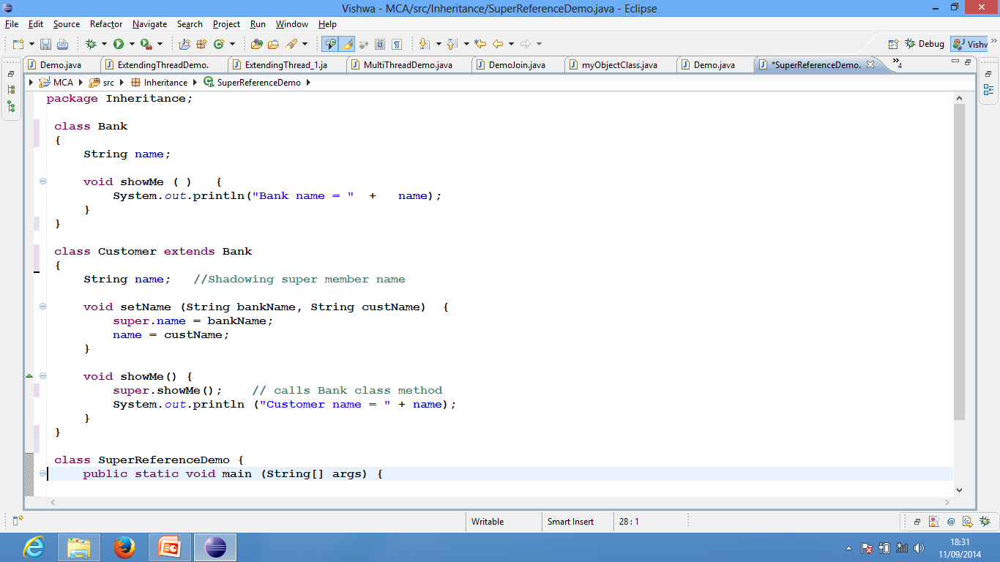 Vishwa - MCA/src/Inheritance/SuperReferenceDemo.java - Eclipse
File Edit Source Refactor Navigate Search Project Run Window Help
Debug Vishw
Demo.java ExtendingThreadDemo. ExtendingThread_1.ja MultiThreadDemo.java DemoJoin.java myObjectClass.java Demo.java *SuperReferenceDemo. »4
MCA src Inheritance SuperReferenceDemo
package Inheritance;
class Bank
{
String name;
void showMe ( ) {
System.out.println("Bank name = " + name);
}
}
class Customer extends Bank
{
String name; //Shadowing super member name
void setName (String bankName, String custName) {
super.name = bankName;
name = custName;
}
void showMe() {
super.showMe(); // calls Bank class method
System.out.println ("Customer name = " + name);
}
}
class SuperReferenceDemo {
public static void main (String[] args) {
Writable Smart Insert 28 : 1
18:31
11/09/2014